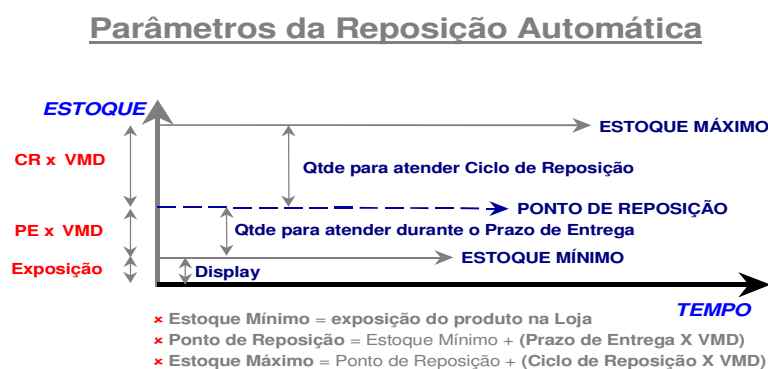 Parâmetros da Reposição Automática
ESTOQUE
ESTOQUE MÁXIMO
CR x VMD
Qtde para atender Ciclo de Reposição
PONTO DE REPOSIÇÃO
PE x VMD
Qtde para atender durante o Prazo de Entrega
ESTOQUE MÍNIMO
Exposição
Display
TEMPO
× Estoque Mínimo = exposição do produto na Loja
× Ponto de Reposição = Estoque Mínimo + (Prazo de Entrega X VMD)
× Estoque Máximo = Ponto de Reposição + (Ciclo de Reposição X VMD)